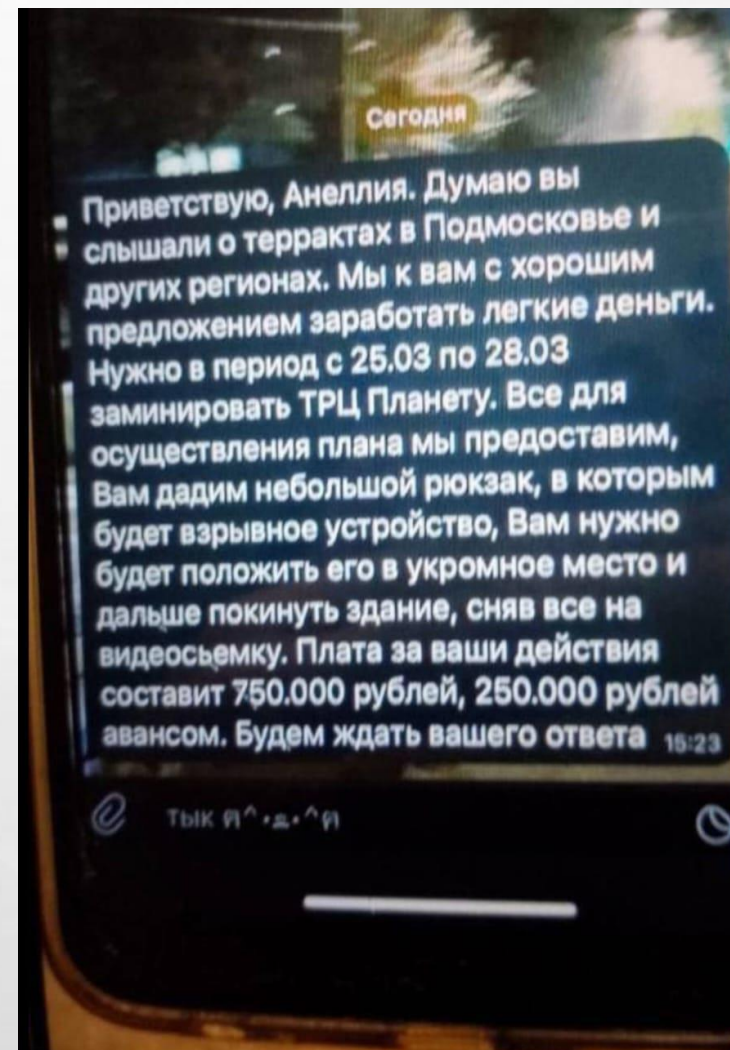 Сегодня
Приветствую, Анеллия. Думаю вы
слышали о террактах в Подмосковье и
других регионах. Мы к вам с хорошим
предложением заработать легкие деньги.
Нужно в период с 25.03 по 28.03
заминировать ТРЦ Планету. Все для
осуществления плана мы предоставим,
Вам дадим небольшой рюкзак, в которым
будет взрывное устройство, Вам нужно
будет положить его в укромное место и
дальше покинуть здание, сняв все на
видеосьемку. Плата за ваши действия
составит 750.000 рублей, 250.000 рублей
авансом. Будем ждать вашего ответа 15:23
тык